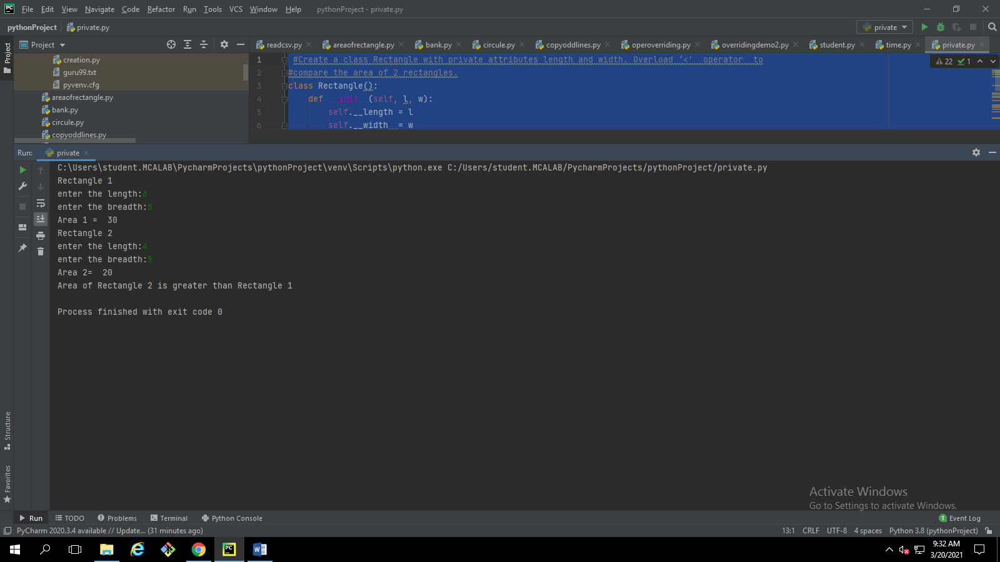 PC File Edit View Navigate Code Refactor Run Tools VCS Window Help pythonProject - private.py
pythonProject private.py private
Project readcsv.py areaofrectangle.py bank.py circule.py copyoddlines.py operoverriding.py overridingdemo2.py student.py time.py private.py
Project
creation.py
guru99.txt
pyvenv.cfg
areaofrectangle.py
bank.py
circule.py
copyoddlines.py
1 #Create a class Rectangle with private attributes length and width. Overload ‘<’  operator  to
2 #compare the area of 2 rectangles.
3 class Rectangle():
4 def __init__(self, l, w):
5 self.__length = l
6 self.__width  = w
22 1
Run: private
C:\Users\student.MCALAB\PycharmProjects\pythonProject\venv\Scripts\python.exe C:/Users/student.MCALAB/PycharmProjects/pythonProject/private.py
Rectangle 1
enter the length:6
enter the breadth:5
Area 1 =  30
Rectangle 2
enter the length:4
enter the breadth:5
Area 2=  20
Area of Rectangle 2 is greater than Rectangle 1
Process finished with exit code 0
Structure
Favorites
Activate Windows
Go to Settings to activate Windows.
Run TODO Problems Terminal Python Console 1 Event Log
PyCharm 2020.3.4 available // Update... (31 minutes ago) 13:1 CRLF UTF-8 4 spaces Python 3.8 (pythonProject)
PC W 9:32 AM
3/20/2021